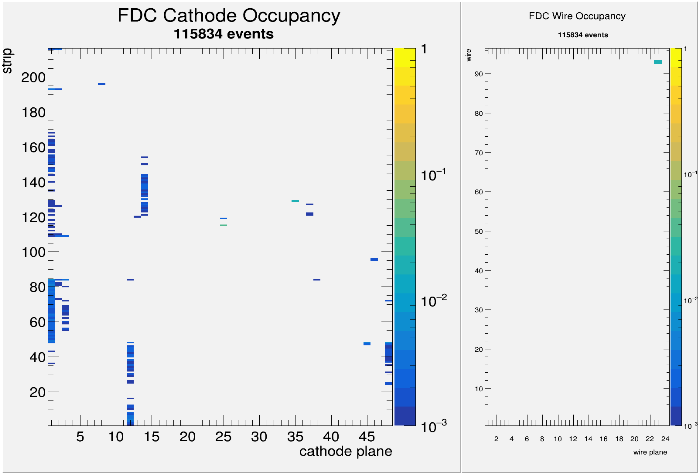 FDC Cathode Occupancy
115834 events
strip
200
180
160
140
120
100
80
60
40
20
5 10 15 20 25 30 35 40 45
cathode plane
1
10−1
10−2
10−3
FDC Wire Occupancy
115834 events
wire
90
80
70
60
50
40
30
20
10
2 4 6 8 10 12 14 16 18 20 22 24
wire plane
1
10−1
10−2
10−3